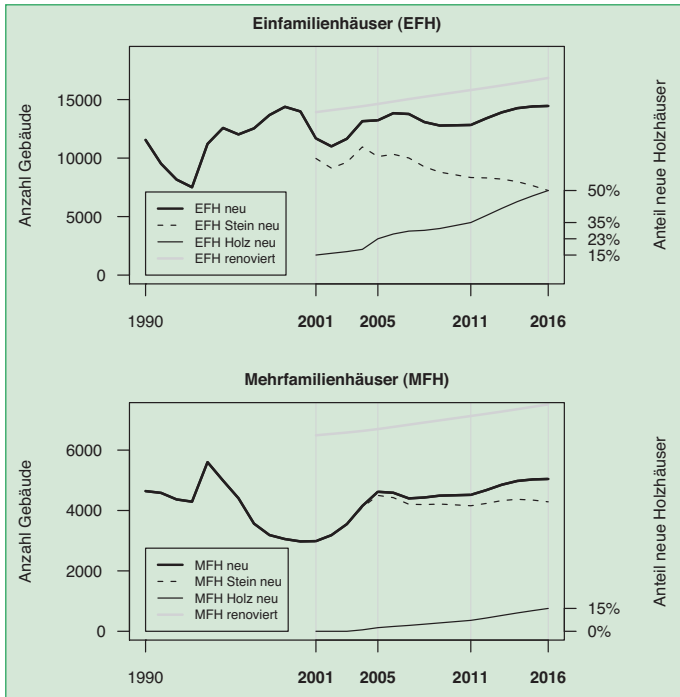 Einfamilienhäuser (EFH)
Anzahl Gebäude
15000
10000
5000
0
EFH neu
EFH Stein neu
EFH Holz neu
EFH renoviert
50%
35%
23%
15%
Anteil neue Holzhäuser
1990 2001 2005 2011 2016
Mehrfamilienhäuser (MFH)
Anzahl Gebäude
6000
4000
2000
0
MFH neu
MFH Stein neu
MFH Holz neu
MFH renoviert
15%
0%
Anteil neue Holzhäuser
1990 2001 2005 2011 2016